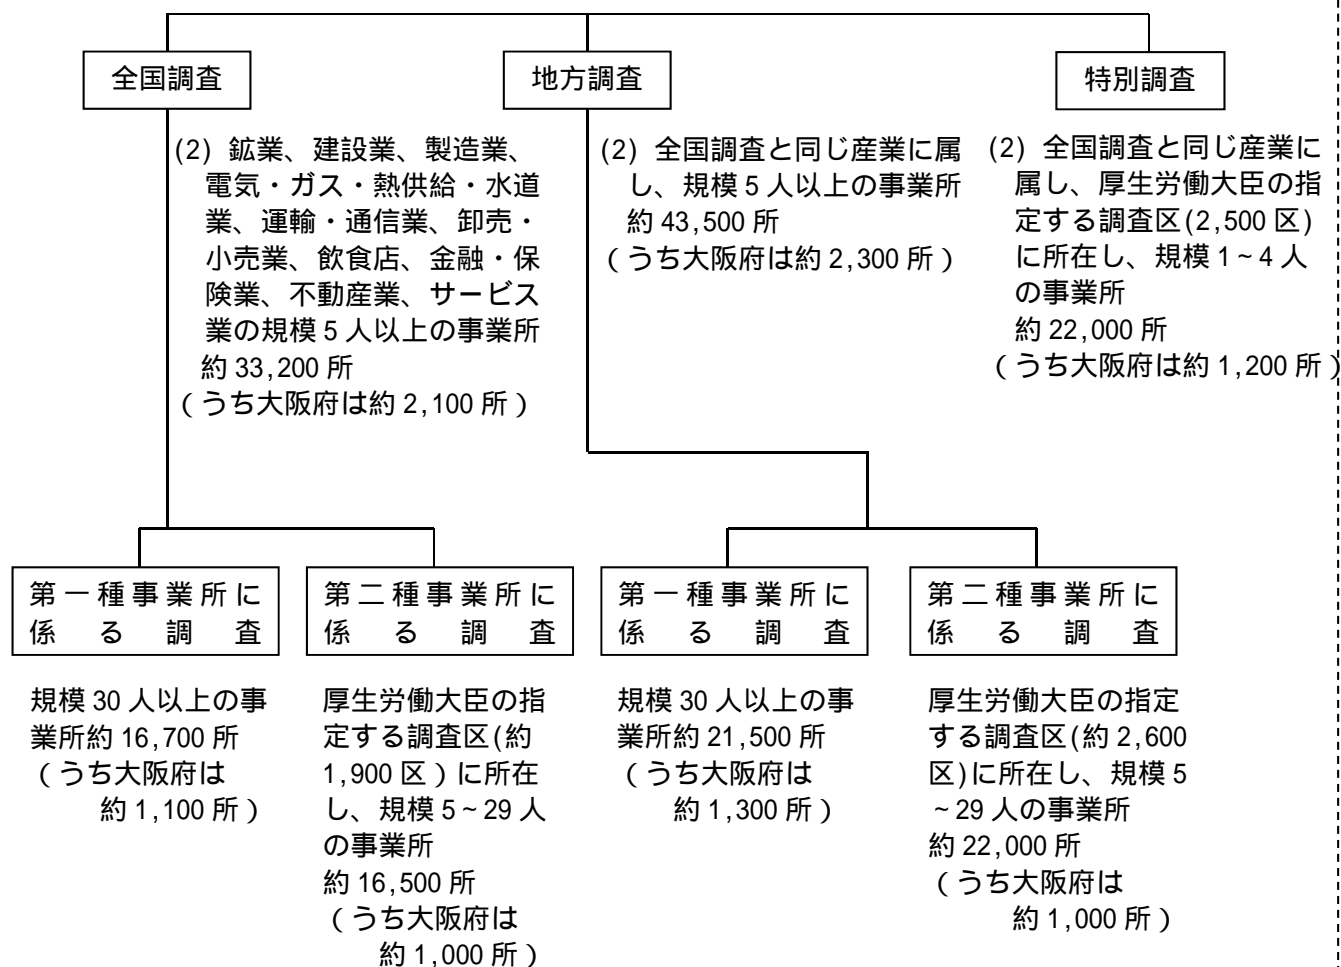 全国調査
(2) 鉱業、建設業、製造業、
電気・ガス・熱供給・水道
業、運輸・通信業、卸売・
小売業、飲食店、金融・保
険業、不動産業、サービス
業の規模 5 人以上の事業所
約 33,200 所
(うち大阪府は約 2,100 所)
地方調査
(2) 全国調査と同じ産業に属
し、規模 5 人以上の事業所
約 43,500 所
(うち大阪府は約 2,300 所)
特別調査
(2) 全国調査と同じ産業に
属し、厚生労働大臣の指
定する調査区(2,500 区)
に所在し、規模 1~4 人
の事業所
約 22,000 所
(うち大阪府は約 1,200 所)
第一種事業所に
係る調査
規模 30 人以上の事
業所約 16,700 所
(うち大阪府は
約 1,100 所)
第二種事業所に
係る調査
厚生労働大臣の指
定する調査区(約
1,900 区)に所在
し、規模 5~29 人
の事業所
約 16,500 所
(うち大阪府は
約 1,000 所)
第一種事業所に
係る調査
規模 30 人以上の事
業所約 21,500 所
(うち大阪府は
約 1,300 所)
第二種事業所に
係る調査
厚生労働大臣の指定
する調査区(約 2,600
区)に所在し、規模 5
~29 人の事業所
約 22,000 所
(うち大阪府は
約 1,000 所)